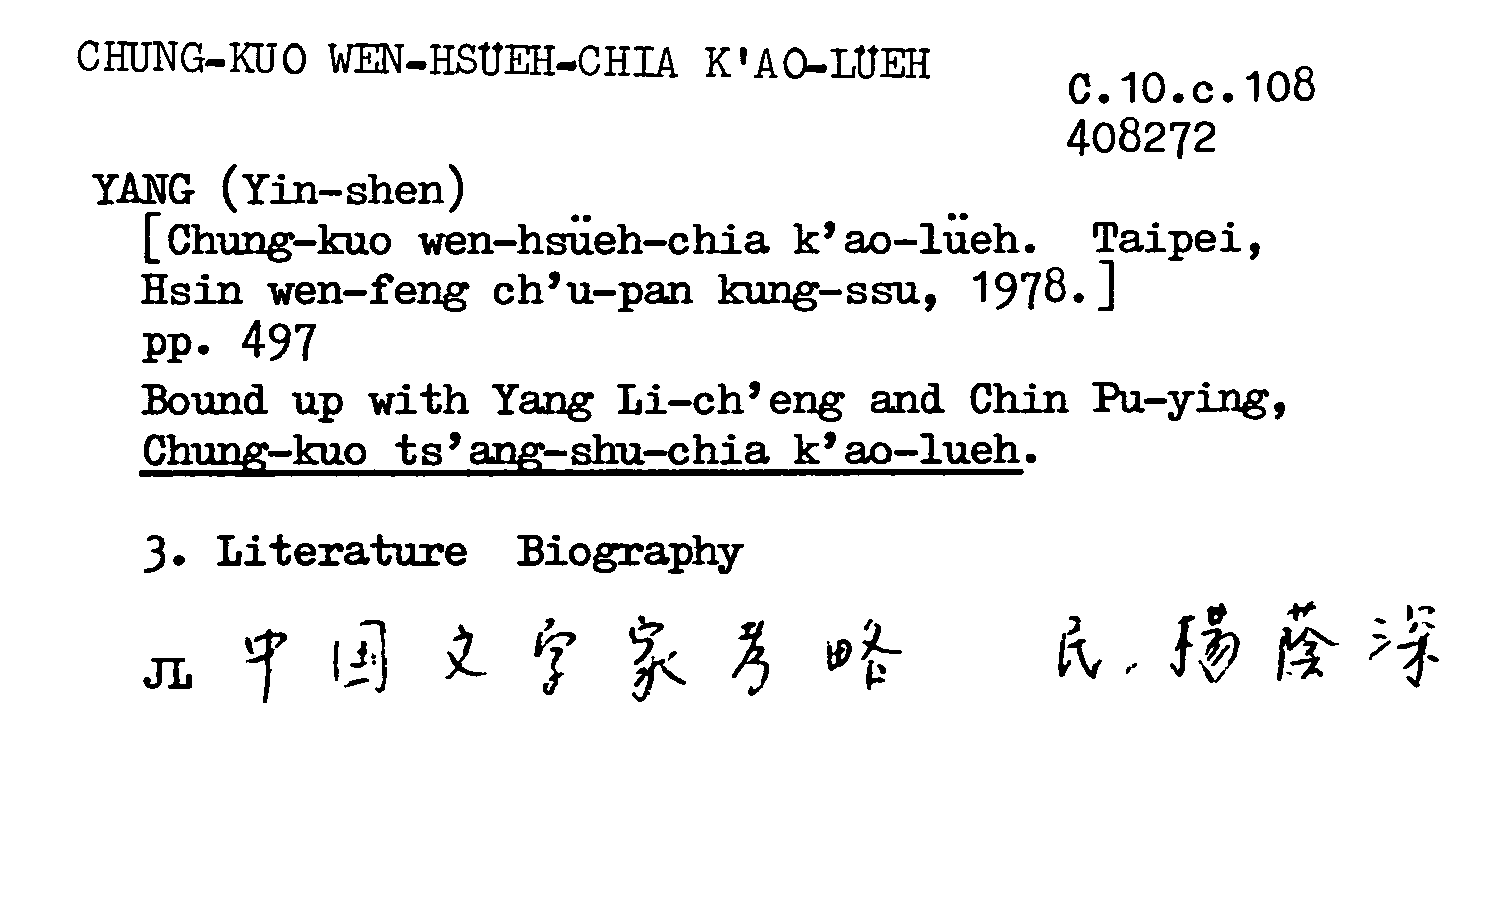 CHUNG-KUO WEN-HSÜEH-CHIA K'AO-LÜEH
C.10.c.108
408272
YANG (Yin-shen)
[Chung-kuo wen-hsüeh-chia k'ao-lüeh. Taipei,
Hsin wen-feng ch'u-pan kung-ssu, 1978.]
pp. 497
Bound up with Yang Li-ch'eng and Chin Pu-ying,
Chung-kuo ts'ang-shu-chia k'ao-lueh.
3. Literature Biography
JL 中国文字家考略 民.楊蔭深